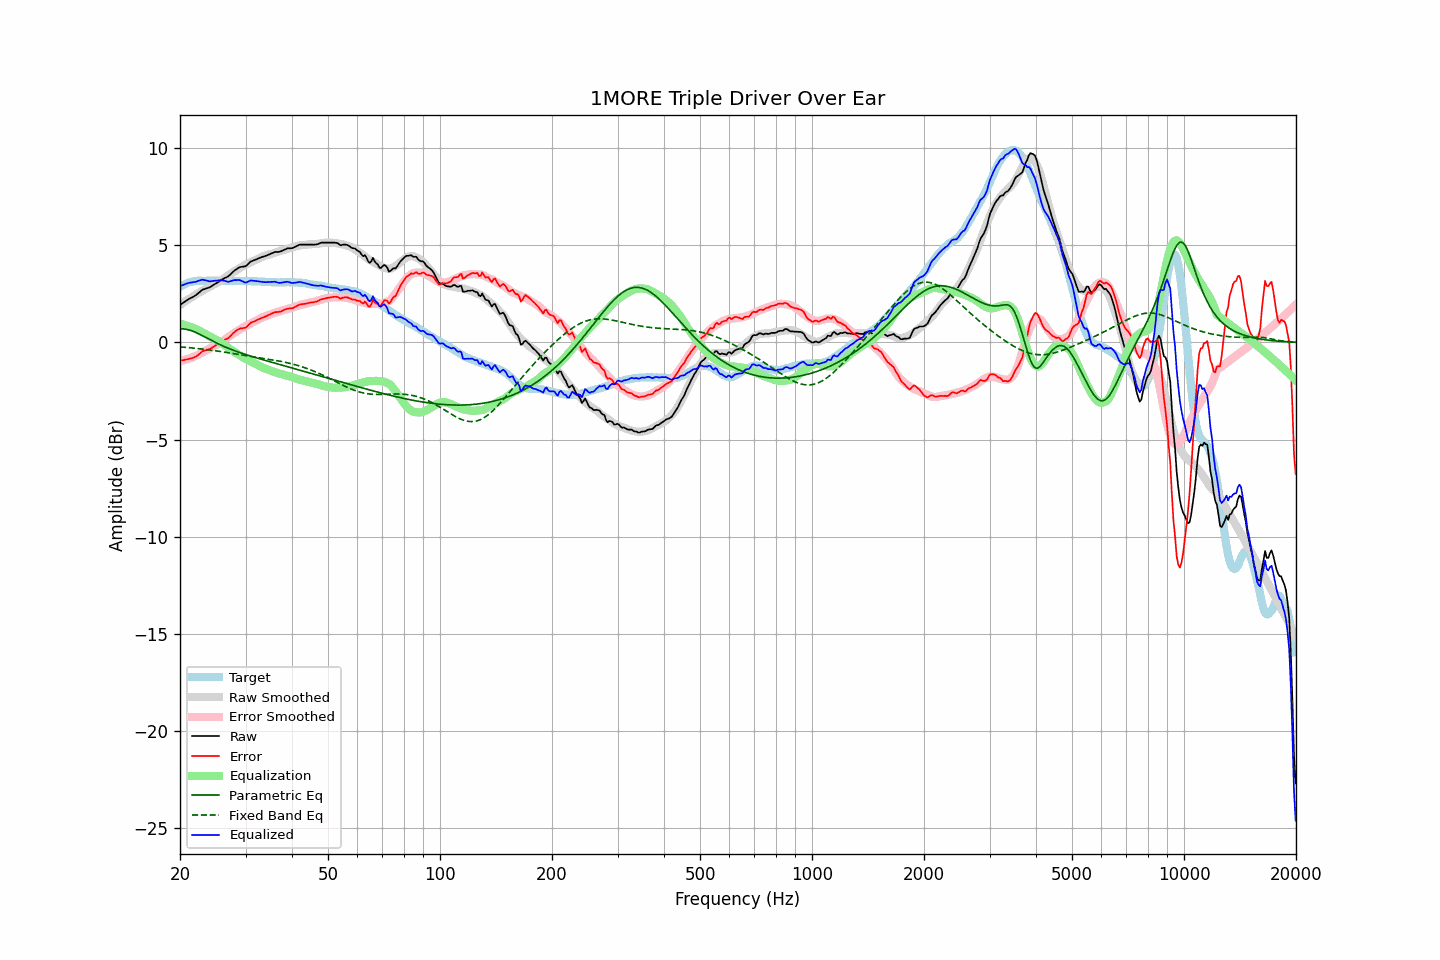 1MORE Triple Driver Over Ear
Amplitude (dBr)
10
5
0
−5
−10
−15
−20
−25
Target
Raw Smoothed
Error Smoothed
Raw
Error
Equalization
Parametric Eq
Fixed Band Eq
Equalized
20 50 100 200 500 1000 2000 5000 10000 20000
Frequency (Hz)